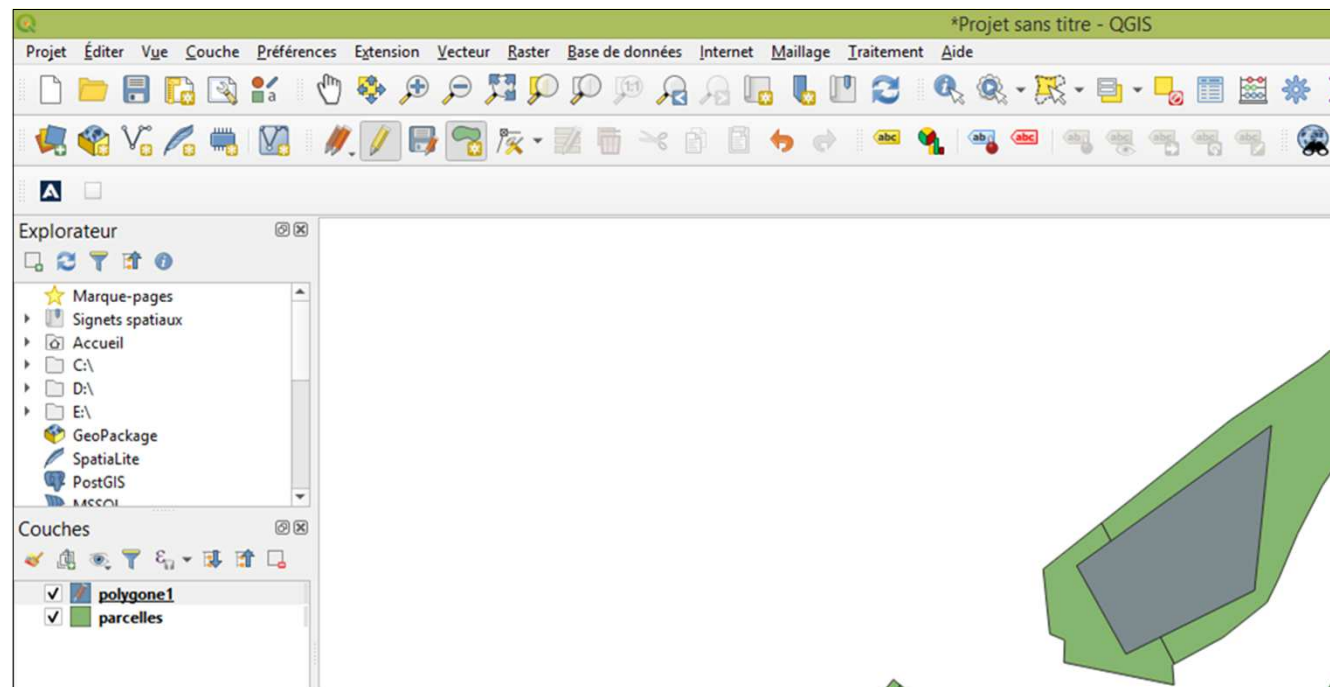 *Projet sans titre - QGIS
Projet Éditer Vue Couche Préférences Extension Vecteur Raster Base de données Internet Maillage Traitement Aide
Explorateur
Marque-pages
Signets spatiaux
Accueil
C:\
D:\
E:\
GeoPackage
SpatiaLite
PostGIS
MSSQL
Couches
polygone1
parcelles